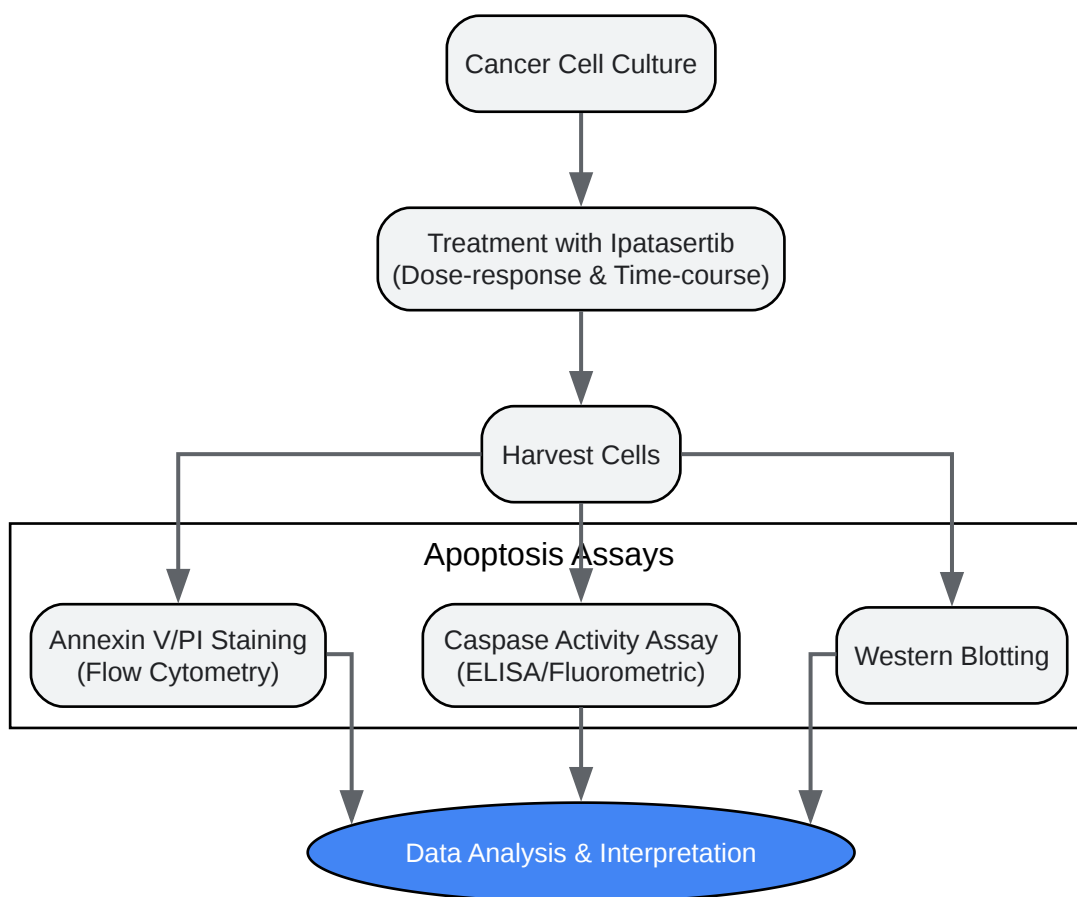 Cancer Cell Culture
Treatment with Ipatasertib
(Dose-response & Time-course)
Harvest Cells
Apoptosis Assays
Annexin V/PI Staining
(Flow Cytometry)
Caspase Activity Assay
(ELISA/Fluorometric)
Western Blotting
Data Analysis & Interpretation